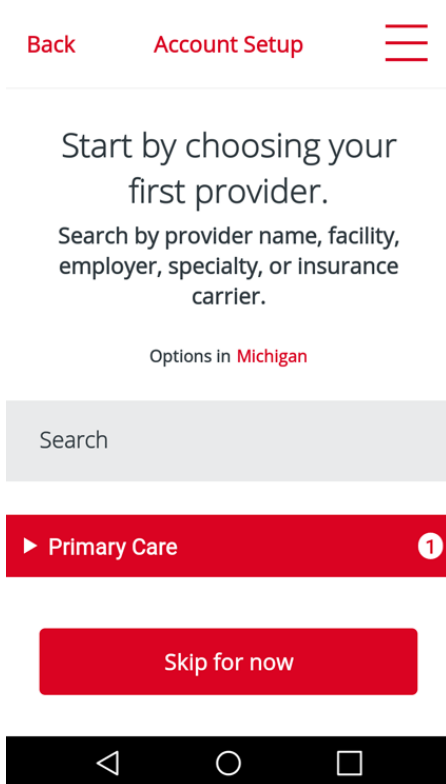 Back
Account Setup
Start by choosing your
first provider.
Search by provider name, facility,
employer, specialty, or insurance
carrier.
Options in Michigan
Search
Primary Care
1
Skip for now